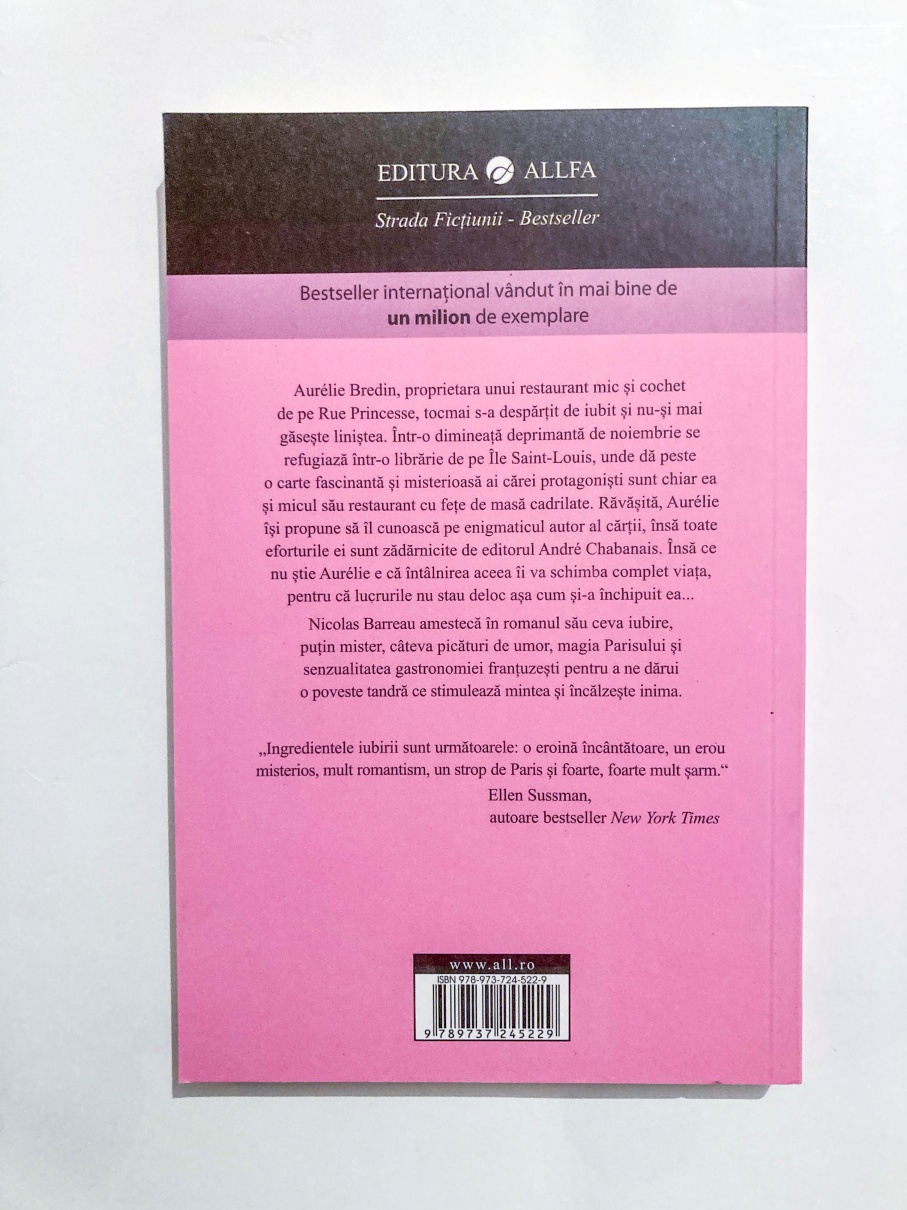 EDITURA ALLFA
Strada Ficțiunii - Bestseller
Bestseller internațional vândut în mai bine de
un milion de exemplare
Aurélie Bredin, proprietara unui restaurant mic și cochet
de pe Rue Princesse, tocmai s-a despărțit de iubit și nu-și mai
găsește liniștea. Într-o dimineață deprimantă de noiembrie se
refugiază într-o librărie de pe Île Saint-Louis, unde dă peste
o carte fascinantă și misterioasă ai cărei protagoniști sunt chiar ea
și micul său restaurant cu fețe de masă cadrilate. Răvășită, Aurélie
își propune să îl cunoască pe enigmaticul autor al cărții, însă toate
eforturile ei sunt zădărnicite de editorul André Chabanais. Însă ce
nu știe Aurélie e că întâlnirea aceea îi va schimba complet viața,
pentru că lucrurile nu stau deloc așa cum și-a închipuit ea...
Nicolas Barreau amestecă în romanul său ceva iubire,
puțin mister, câteva picături de umor, magia Parisului și
senzualitatea gastronomiei franțuzești pentru a ne dărui
o poveste tandră ce stimulează mintea și încălzește inima.
„Ingredientele iubirii sunt următoarele: o eroină încântătoare, un erou
misterios, mult romantism, un strop de Paris și foarte, foarte mult șarm.“
Ellen Sussman,
autoare bestseller New York Times
www.all.ro
ISBN 978-973-724-522-9
9 789737 245229